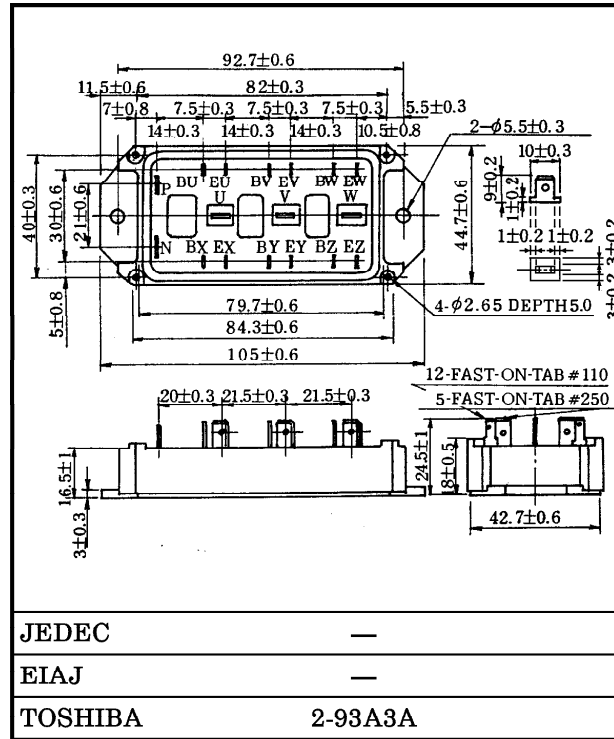 92.7±0.6
11.5±0.6 82±0.3
7±0.8 7.5±0.3 7.5±0.3 7.5±0.3 5.5±0.3
14±0.3 14±0.3 14±0.3 10.5±0.8
2-φ5.5±0.3
10±0.3
9±0.2
1±0.2
1±0.2 1±0.2
3±0.2
3±0.2
40±0.3
30±0.6
21±0.6
5±0.8
P BU EU BV EV BW EW
U V W
N BX EX BY EY BZ EZ
44.7±0.6
4-φ2.65 DEPTH5.0
79.7±0.6
84.3±0.6
105±0.6
12-FAST-ON-TAB #110
5-FAST-ON-TAB #250
20±0.3 21.5±0.3 21.5±0.3
16.5±1
3±0.3
24.5±1
18±0.5
42.7±0.6
JEDEC —
EIAJ —
TOSHIBA 2-93A3A